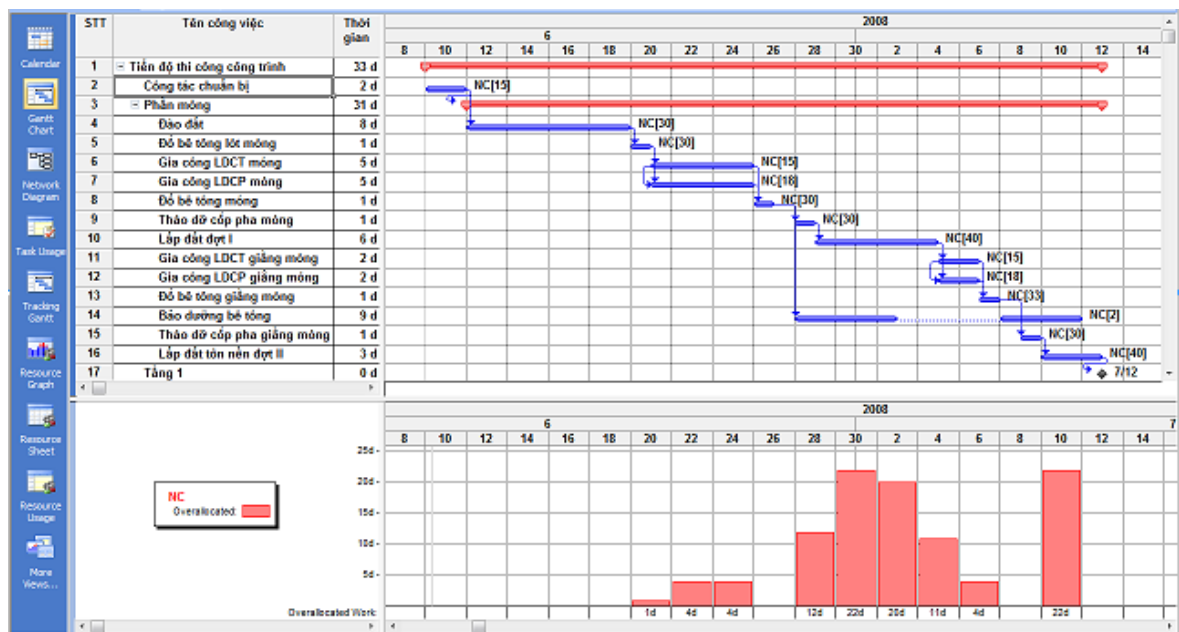 STT Tên công việc Thời gian
2008
6
8 10 12 14 16 18 20 22 24 26 28 30 2 4 6 8 10 12 14
1 Tiến độ thi công công trình 33 d
2 Công tác chuẩn bị 2 d NC[15]
3 Phần móng 31 d
4 Đào đất 8 d NC[30]
5 Đổ bê tông lót móng 1 d NC[30]
6 Gia công LDCT móng 5 d NC[15]
7 Gia công LDCP móng 5 d NC[18]
8 Đổ bê tông móng 1 d NC[30]
9 Tháo dỡ cốp pha móng 1 d NC[30]
10 Lấp đất đợt I 6 d NC[40]
11 Gia công LDCT giằng móng 2 d NC[15]
12 Gia công LDCP giằng móng 2 d NC[18]
13 Đổ bê tông giằng móng 1 d NC[33]
14 Bảo dưỡng bê tông 9 d NC[2]
15 Tháo dỡ cốp pha giằng móng 1 d NC[30]
16 Lấp đất tôn nền đợt II 3 d NC[40]
17 Tầng 1 0 d 7/12
Calendar
Gantt Chart
Network Diagram
Task Usage
Tracking Gantt
Resource Graph
Resource Sheet
Resource Usage
More Views...
2008
6 7
8 10 12 14 16 18 20 22 24 26 28 30 2 4 6 8 10 12 14
NC
Overallocated:
25d
20d
15d
10d
5d
Overallocated Work:
1d 4d 4d 12d 22d 20d 11d 4d 22d